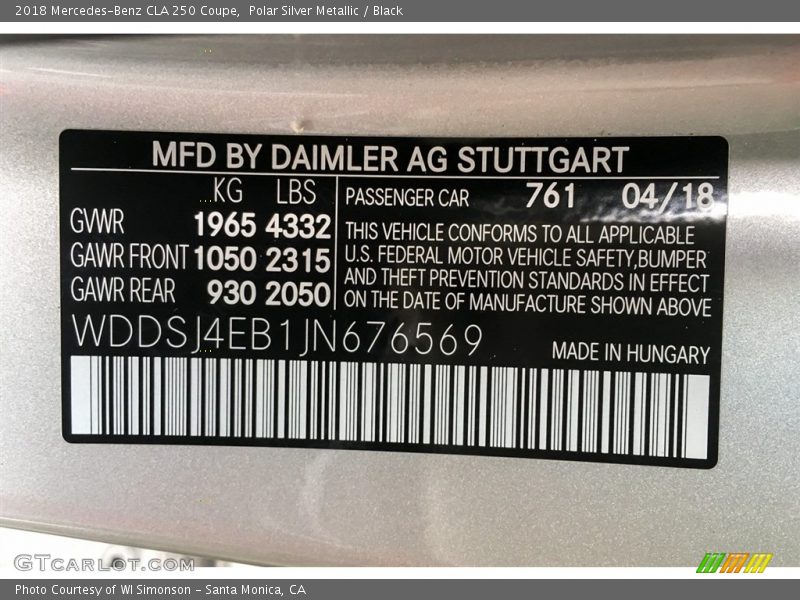 2018 Mercedes-Benz CLA 250 Coupe,  Polar Silver Metallic / Black
MFD BY DAIMLER AG STUTTGART
KG LBS
GVWR 1965 4332
GAWR FRONT 1050 2315
GAWR REAR 930 2050
PASSENGER CAR 761 04/18
THIS VEHICLE CONFORMS TO ALL APPLICABLE
U.S. FEDERAL MOTOR VEHICLE SAFETY,BUMPER
AND THEFT PREVENTION STANDARDS IN EFFECT
ON THE DATE OF MANUFACTURE SHOWN ABOVE
WDDSJ4EB1JN676569
MADE IN HUNGARY
GTCARLOT.COM
Photo Courtesy of WI Simonson - Santa Monica, CA